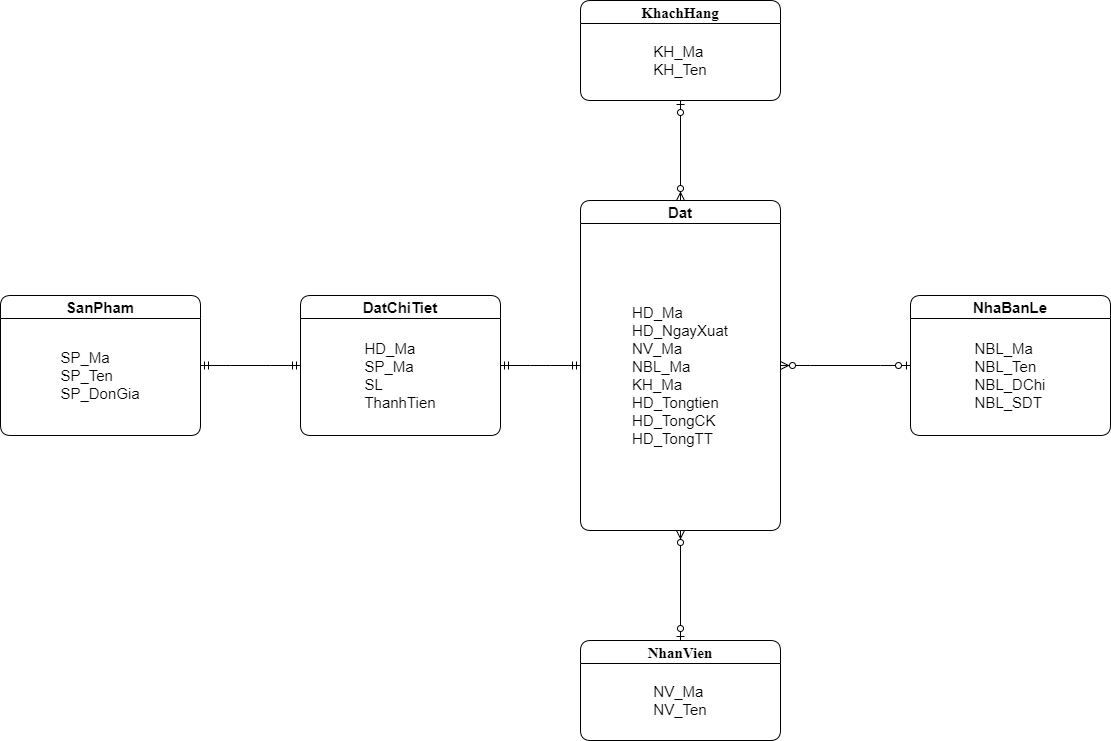 KhachHang
KH_Ma
KH_Ten
Dat
HD_Ma
HD_NgayXuat
NV_Ma
NBL_Ma
KH_Ma
HD_Tongtien
HD_TongCK
HD_TongTT
SanPham
SP_Ma
SP_Ten
SP_DonGia
DatChiTiet
HD_Ma
SP_Ma
SL
ThanhTien
NhaBanLe
NBL_Ma
NBL_Ten
NBL_DChi
NBL_SDT
NhanVien
NV_Ma
NV_Ten